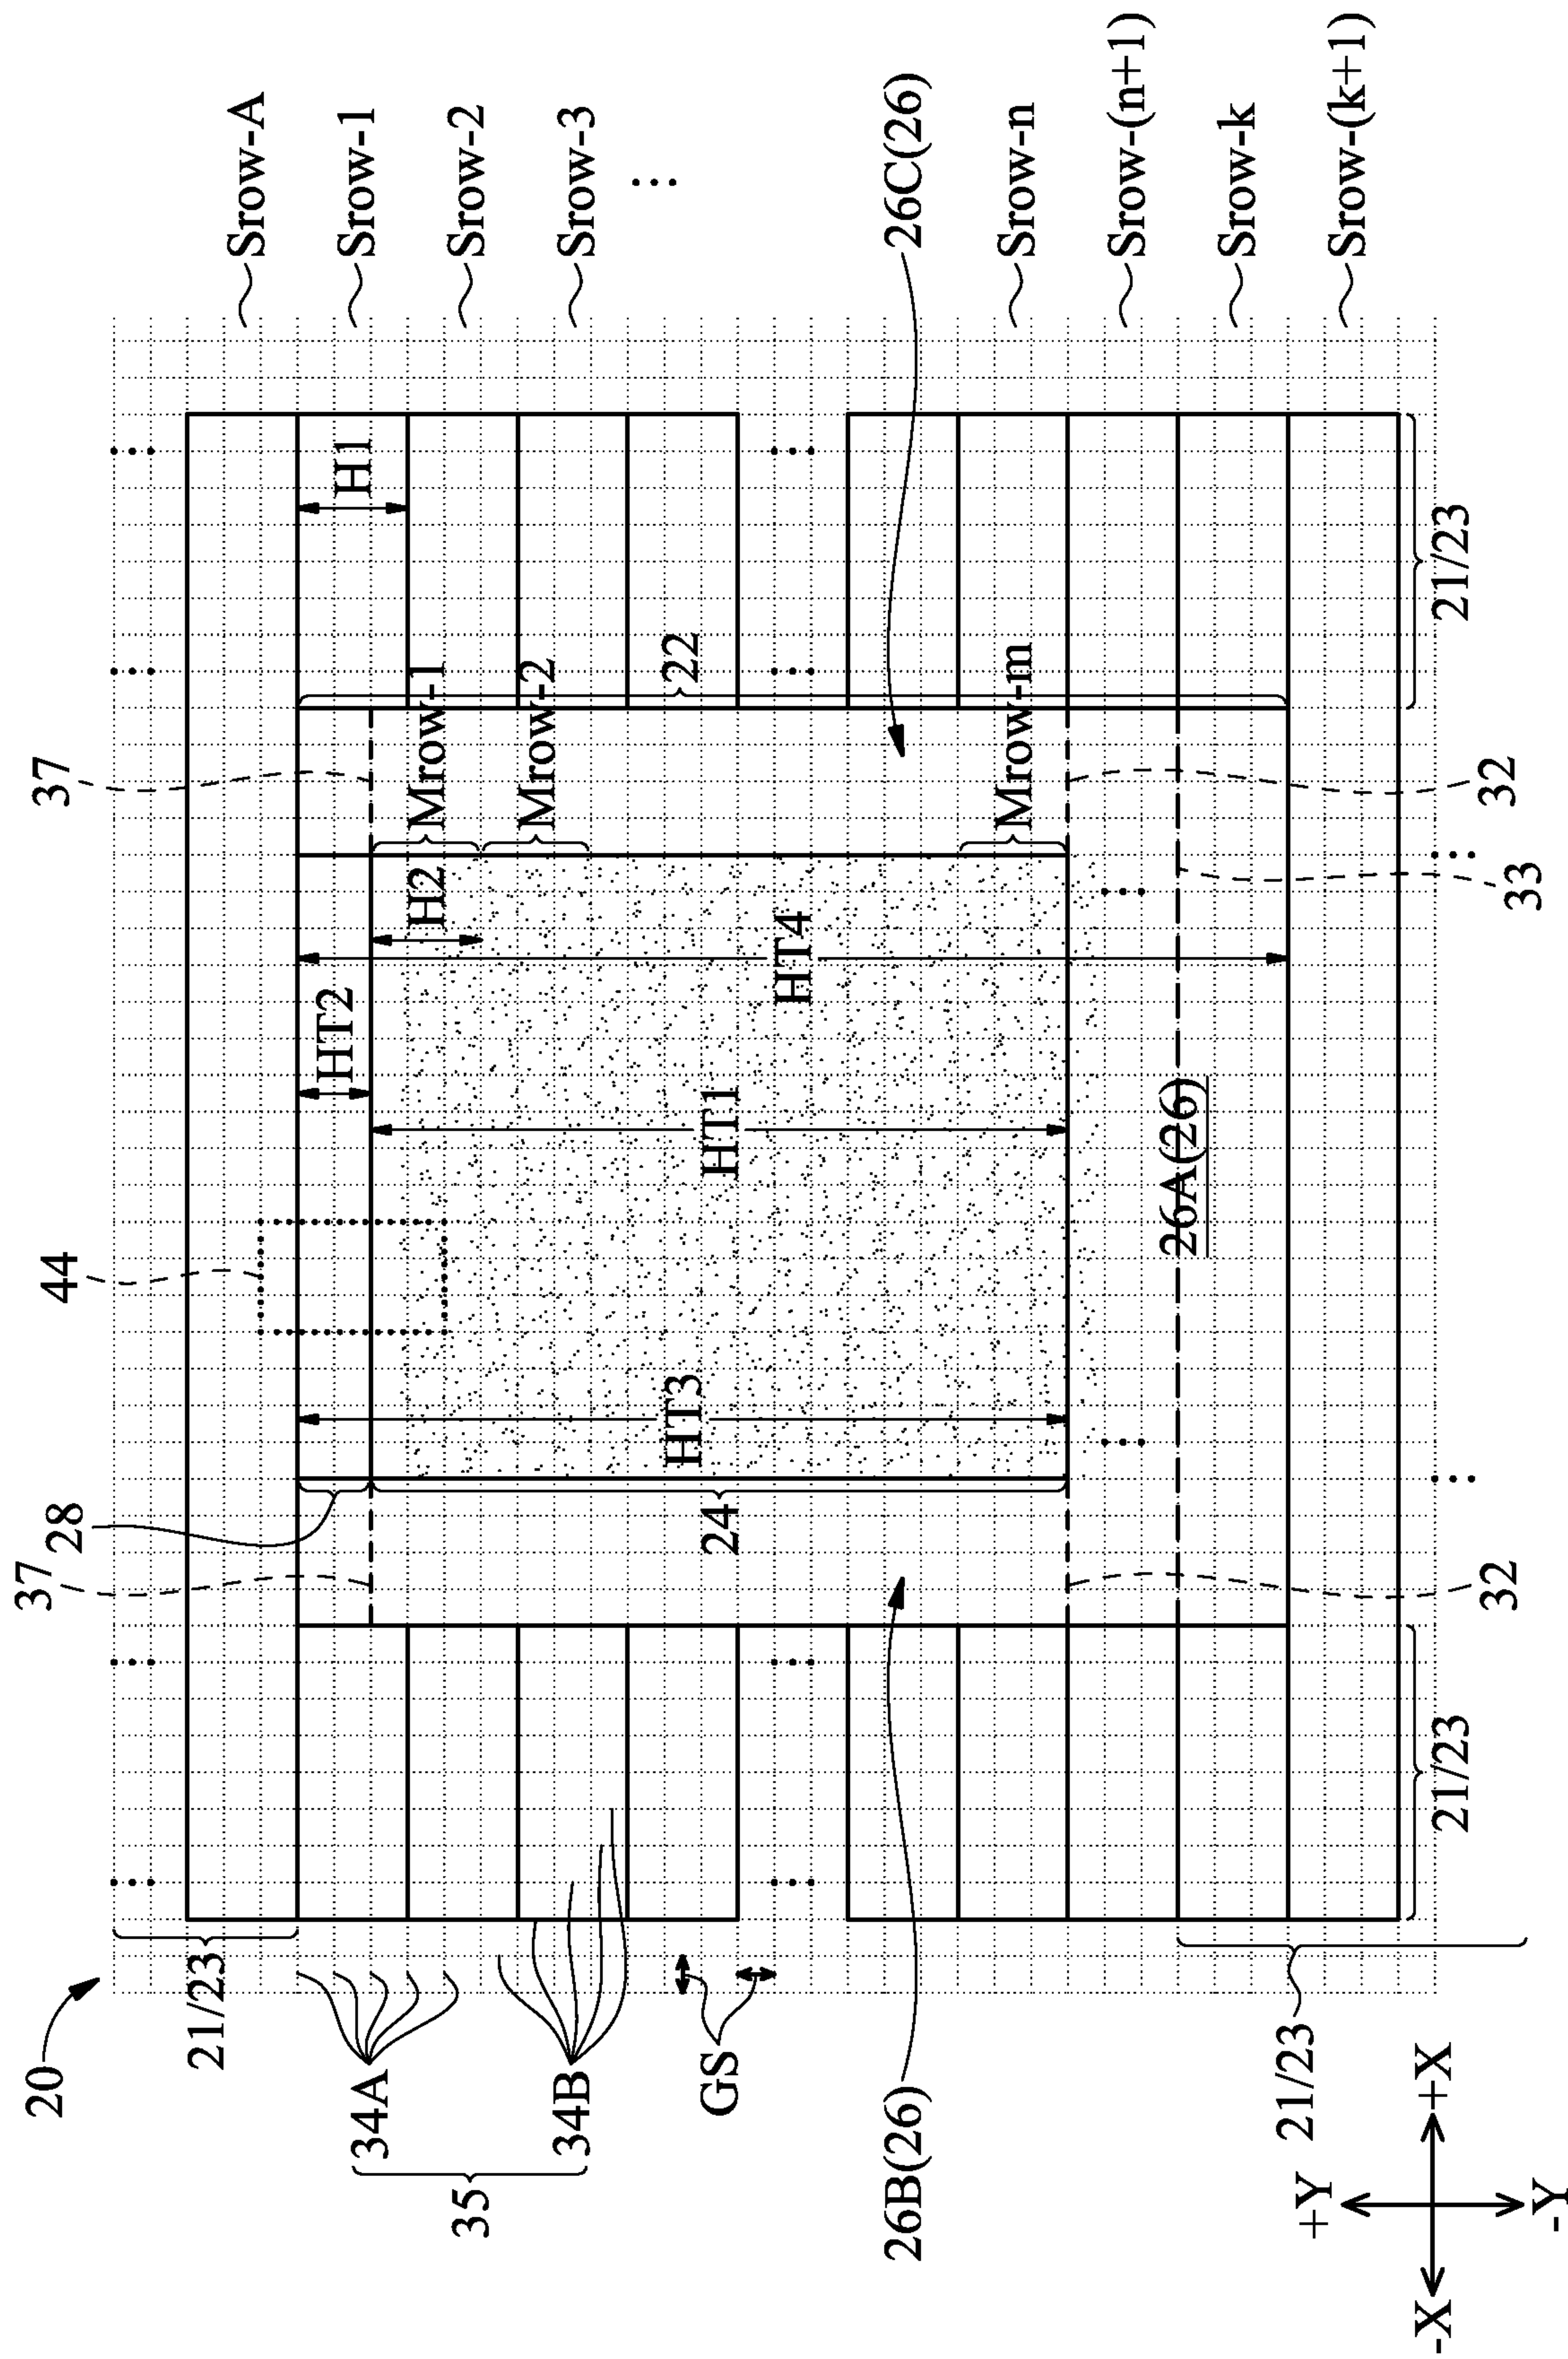 20
21/23
34A
35
34B
GS
26B(26)
21/23
+Y
-Y
-X
+X
37
28
44
37
HT2
H2
HT3
HT1
HT4
24
Mrow-1
Mrow-2
Mrow-m
22
H1
26A(26)
26C(26)
32
33
32
21/23
21/23
Srow-A
Srow-1
Srow-2
Srow-3
Srow-n
Srow-(n+1)
Srow-k
Srow-(k+1)